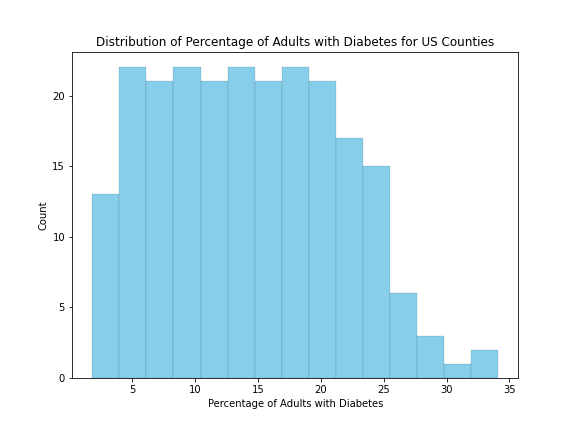 Distribution of Percentage of Adults with Diabetes for US Counties
20
15
10
5
0
Count
5 10 15 20 25 30 35
Percentage of Adults with Diabetes